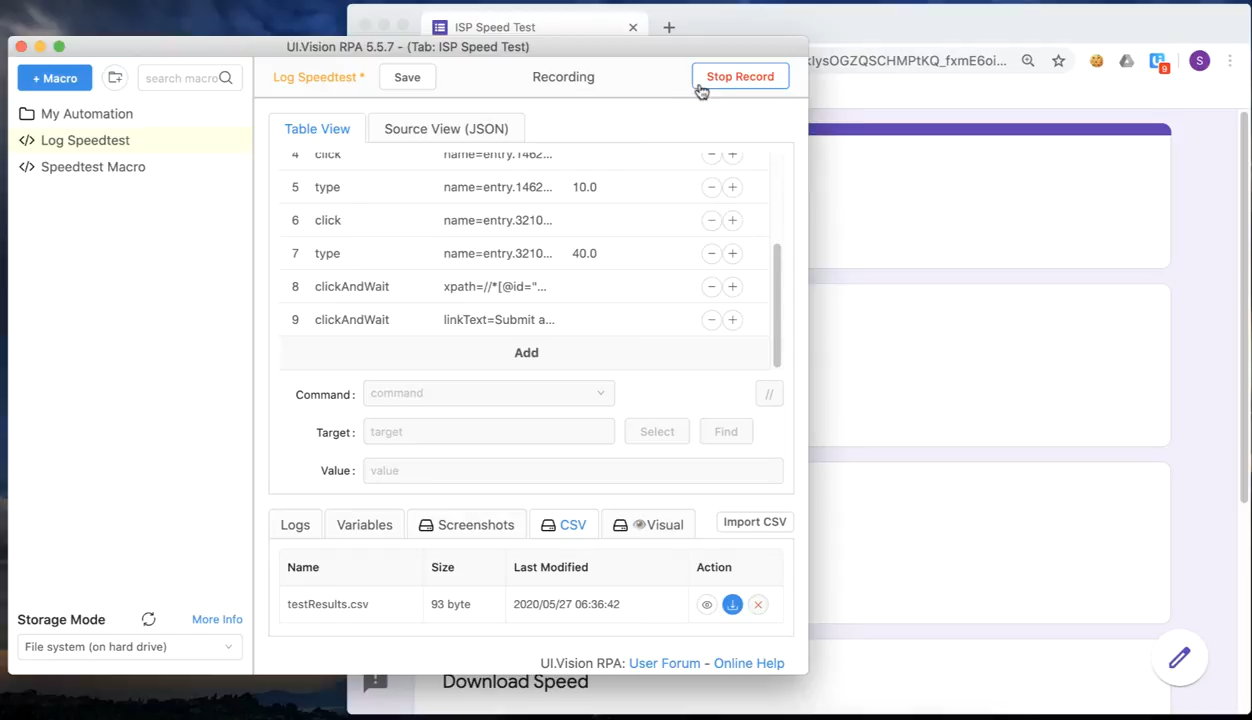 ISP Speed Test
UI.Vision RPA 5.5.7 - (Tab: ISP Speed Test)
+ Macro
search macro
Log Speedtest *
Save
Recording
Stop Record
kIysOGZQSCHMPtKQ_fxmE6oi...
9
S
My Automation
Log Speedtest
Speedtest Macro
Table View
Source View (JSON)
4 click name=entry.1462...
5 type name=entry.1462... 10.0
6 click name=entry.3210...
7 type name=entry.3210... 40.0
8 clickAndWait xpath=//*[@id="...
9 clickAndWait linkText=Submit a...
Add
Command: command //
Target: target Select Find
Value: value
Logs Variables Screenshots CSV Visual Import CSV
Name Size Last Modified Action
testResults.csv 93 byte 2020/05/27 06:36:42
Storage Mode More Info
File system (on hard drive)
UI.Vision RPA: User Forum - Online Help
Download Speed